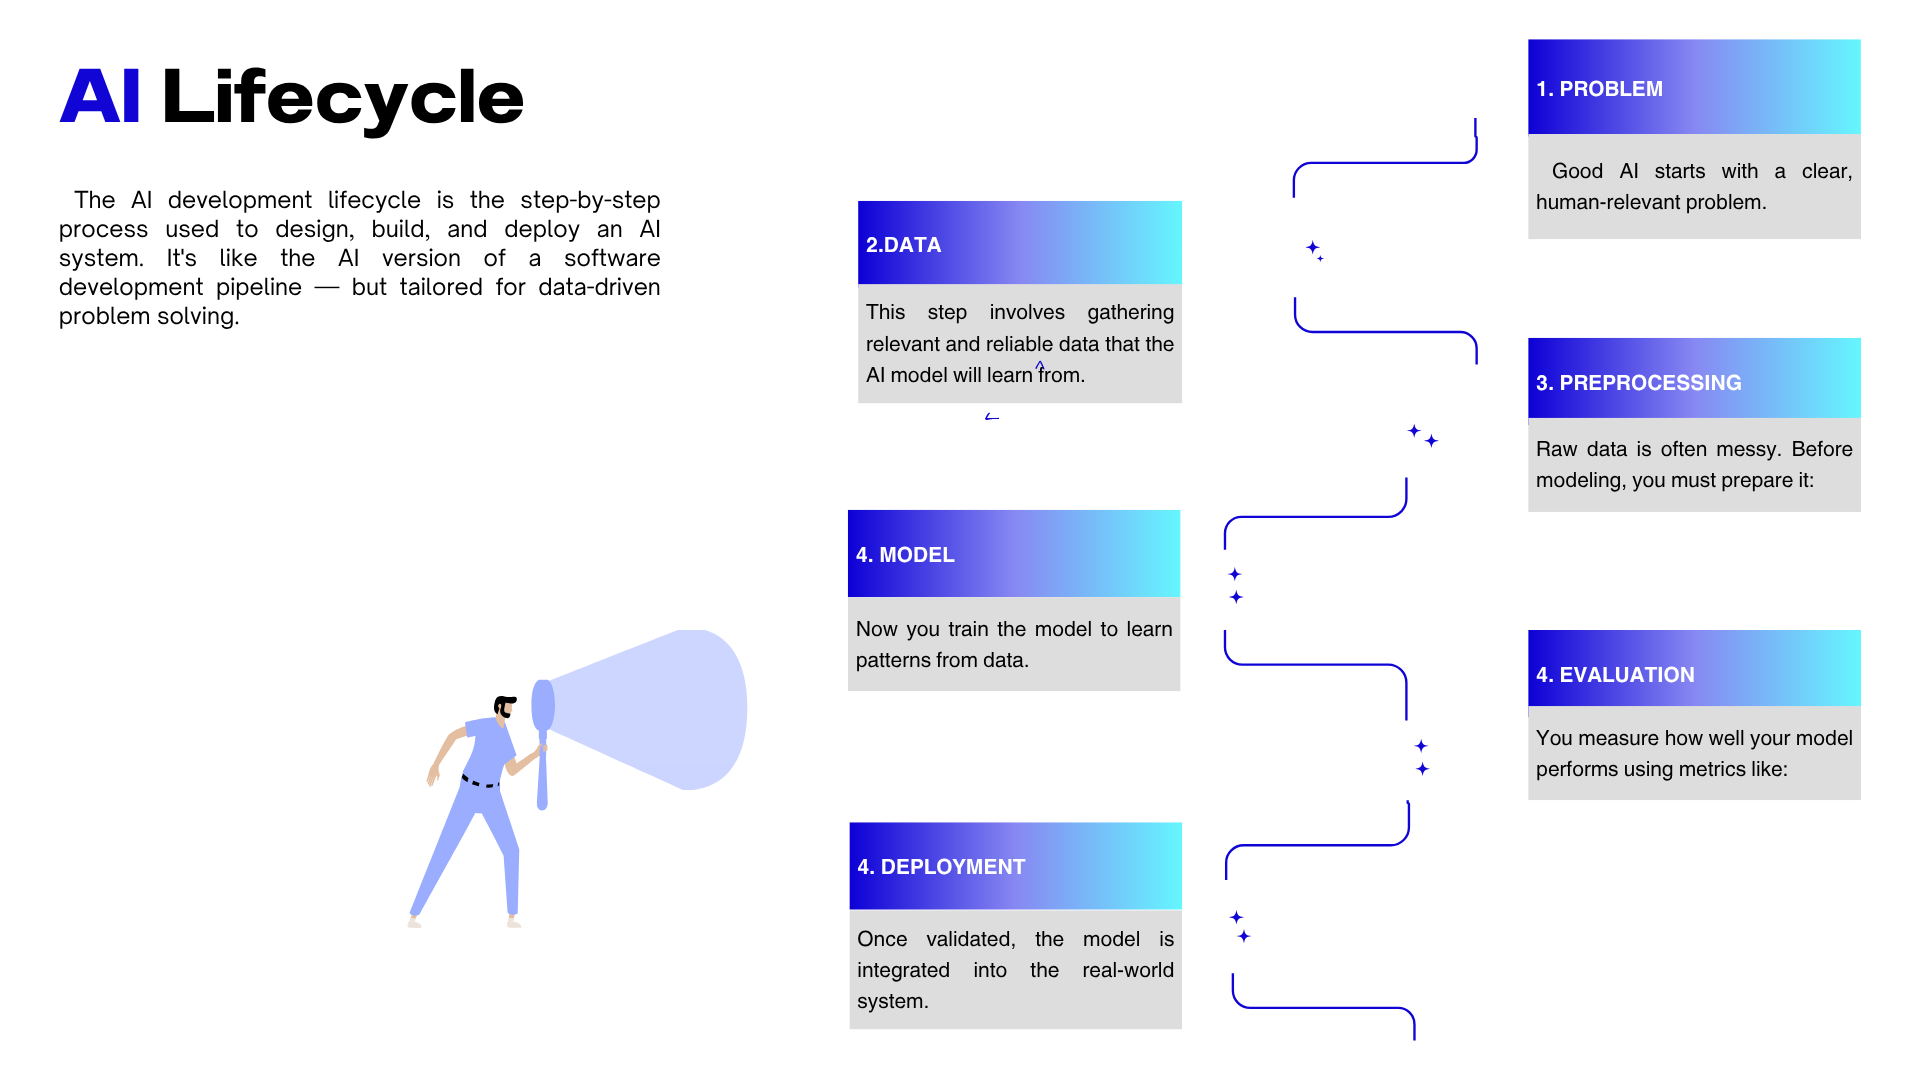 AI Lifecycle
The AI development lifecycle is the step-by-step
process used to design, build, and deploy an AI
system. It's like the AI version of a software
development pipeline — but tailored for data-driven
problem solving.
1. PROBLEM
Good AI starts with a clear,
human-relevant problem.
2.DATA
This step involves gathering
relevant and reliable data that the
AI model will learn from.
3. PREPROCESSING
Raw data is often messy. Before
modeling, you must prepare it:
4. MODEL
Now you train the model to learn
patterns from data.
4. EVALUATION
You measure how well your model
performs using metrics like:
4. DEPLOYMENT
Once validated, the model is
integrated into the real-world
system.